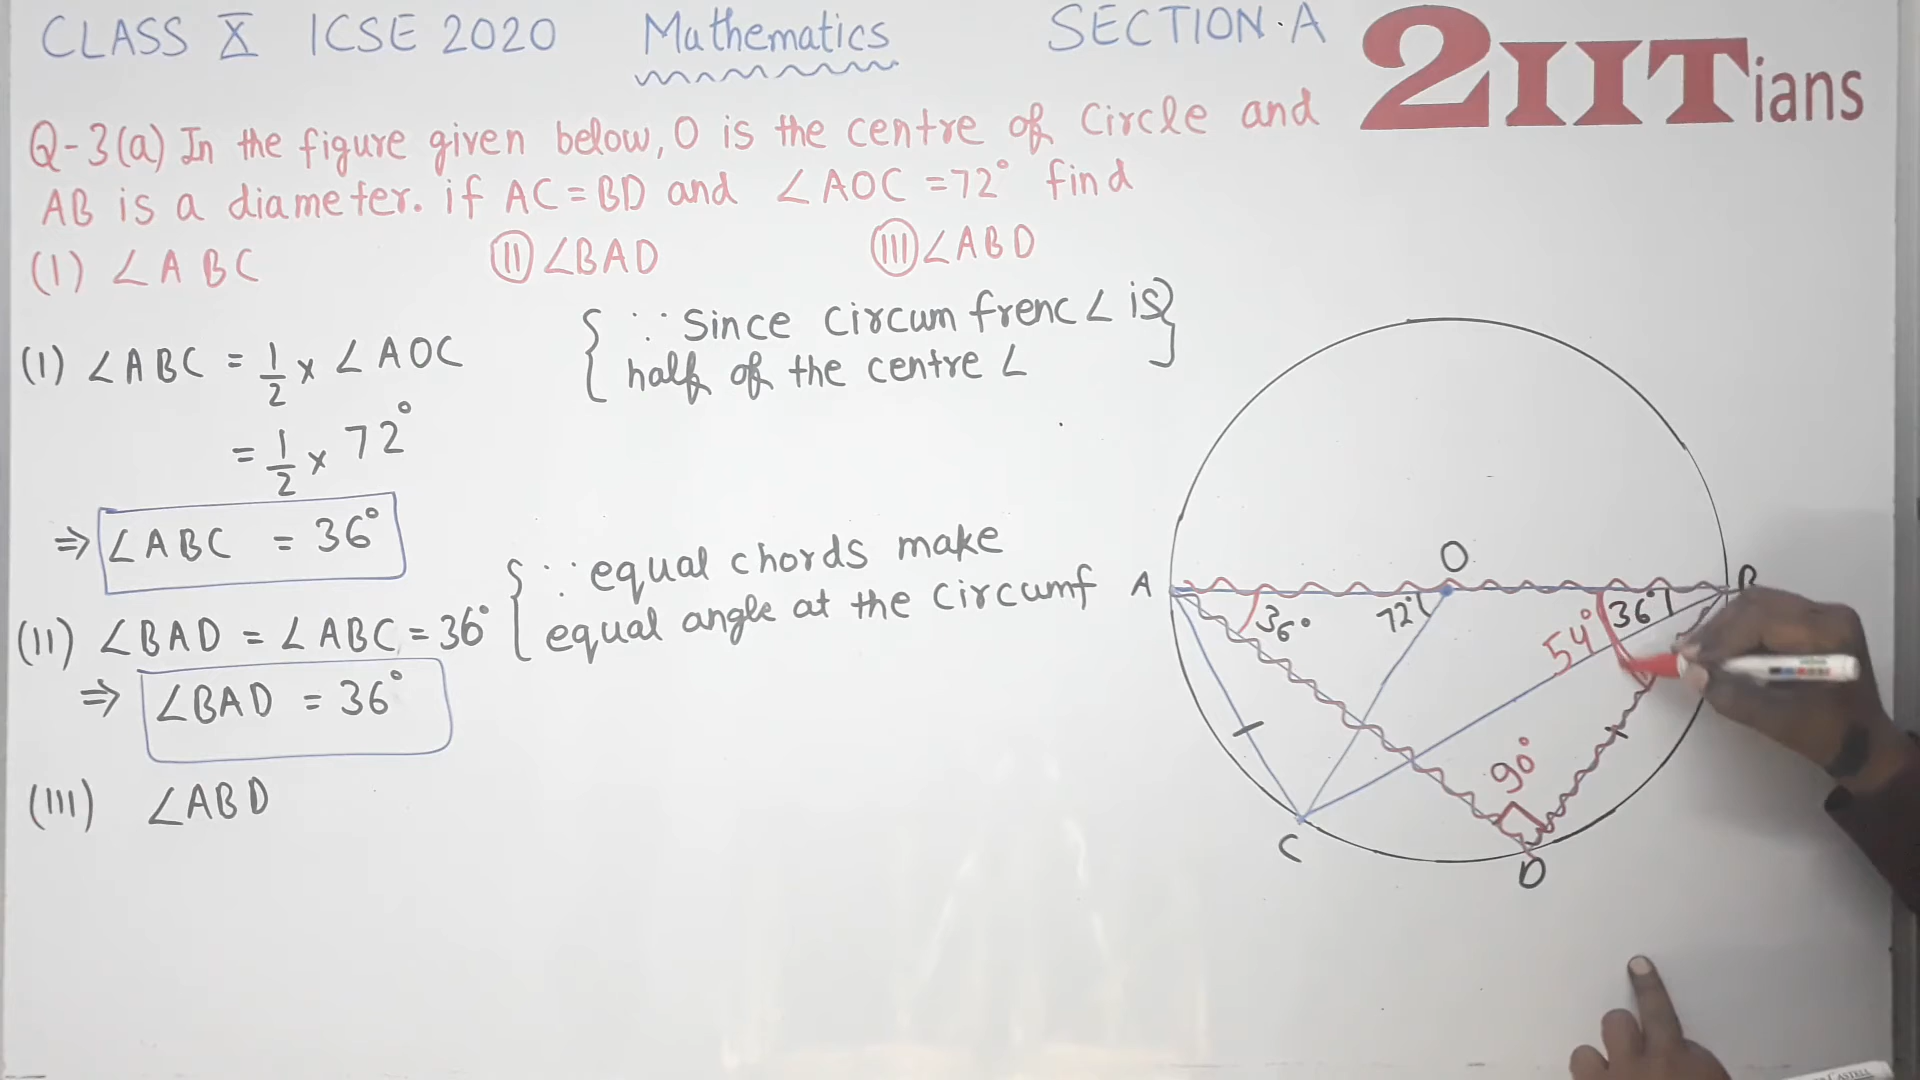 CLASS X ICSE 2020 Mathematics SECTION·A
2IITians
Q-3(a) In the figure given below, O is the centre of Circle and
AB is a diameter. if AC = BD and ∠AOC = 72° find
(I) ∠ABC (II) ∠BAD (III) ∠ABD
(I) ∠ABC = 1/2 × ∠AOC { ∵ Since Circum frenc ∠ is
half of the centre ∠ }
= 1/2 × 72°
⇒ ∠ABC = 36°
(II) ∠BAD = ∠ABC = 36° { ∵ equal chords make
equal angle at the circumf
⇒ ∠BAD = 36°
(III) ∠ABD
O
A
36°
72°
54°
36°
90°
C
D